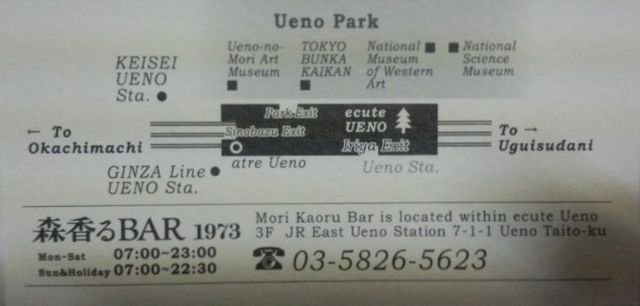 Ueno Park
KEISEI
UENO
Sta.
Ueno-no-
Mori Art
Museum
TOKYO
BUNKA
KAIKAN
National
Museum
of Western
Art
National
Science
Museum
Park Exit
ecute
UENO
Sinobazu Exit
Iriya Exit
← To
Okachimachi
To →
Uguisudani
atre Ueno
Ueno Sta.
GINZA Line
UENO Sta.
森香るBAR 1973
Mon-Sat 07:00~23:00
Sun&Holiday 07:00~22:30
Mori Kaoru Bar is located within ecute Ueno
3F JR East Ueno Station 7-1-1 Ueno Taito-ku
☎ 03-5826-5623